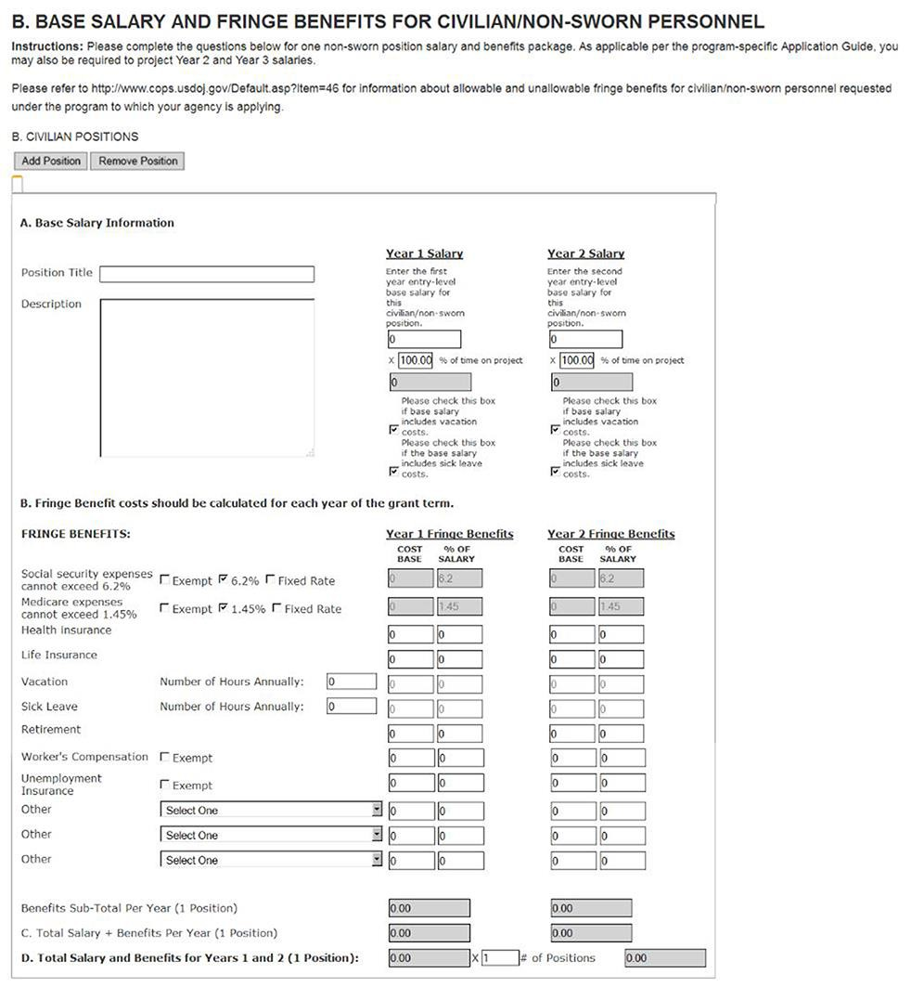 B. BASE SALARY AND FRINGE BENEFITS FOR CIVILIAN/NON-SWORN PERSONNEL
Instructions: Please complete the questions below for one non-sworn position salary and benefits package. As applicable per the program-specific Application Guide, you
may also be required to project Year 2 and Year 3 salaries.
Please refer to http://www.cops.usdoj.gov/Default.asp?Item=46 for information about allowable and unallowable fringe benefits for civilian/non-sworn personnel requested
under the program to which your agency is applying.
B. CIVILIAN POSITIONS
Add Position Remove Position
A. Base Salary Information
Year 1 Salary Year 2 Salary
Position Title
Description
Enter the first
year entry-level
base salary for
this
civilian/non-sworn
position.
0
X 100.00 % of time on project
0
Please check this box
if base salary
includes vacation
costs.
Please check this box
if the base salary
includes sick leave
costs.
Enter the second
year entry-level
base salary for
this
civilian/non-sworn
position.
0
X 100.00 % of time on project
0
Please check this box
if base salary
includes vacation
costs.
Please check this box
if the base salary
includes sick leave
costs.
B. Fringe Benefit costs should be calculated for each year of the grant term.
FRINGE BENEFITS: Year 1 Fringe Benefits Year 2 Fringe Benefits
COST % OF COST % OF
BASE SALARY BASE SALARY
Social security expenses
cannot exceed 6.2% Exempt 6.2% Fixed Rate 0 6.2 0 6.2
Medicare expenses
cannot exceed 1.45% Exempt 1.45% Fixed Rate 0 1.45 0 1.45
Health insurance 0 0 0 0
Life Insurance 0 0 0 0
Vacation Number of Hours Annually: 0 0 0 0 0
Sick Leave Number of Hours Annually: 0 0 0 0 0
Retirement 0 0 0 0
Worker's Compensation Exempt 0 0 0 0
Unemployment
Insurance Exempt 0 0 0 0
Other Select One 0 0 0 0
Other Select One 0 0 0 0
Other Select One 0 0 0 0
Benefits Sub-Total Per Year (1 Position) 0.00 0.00
C. Total Salary + Benefits Per Year (1 Position) 0.00 0.00
D. Total Salary and Benefits for Years 1 and 2 (1 Position): 0.00 X 1 # of Positions 0.00